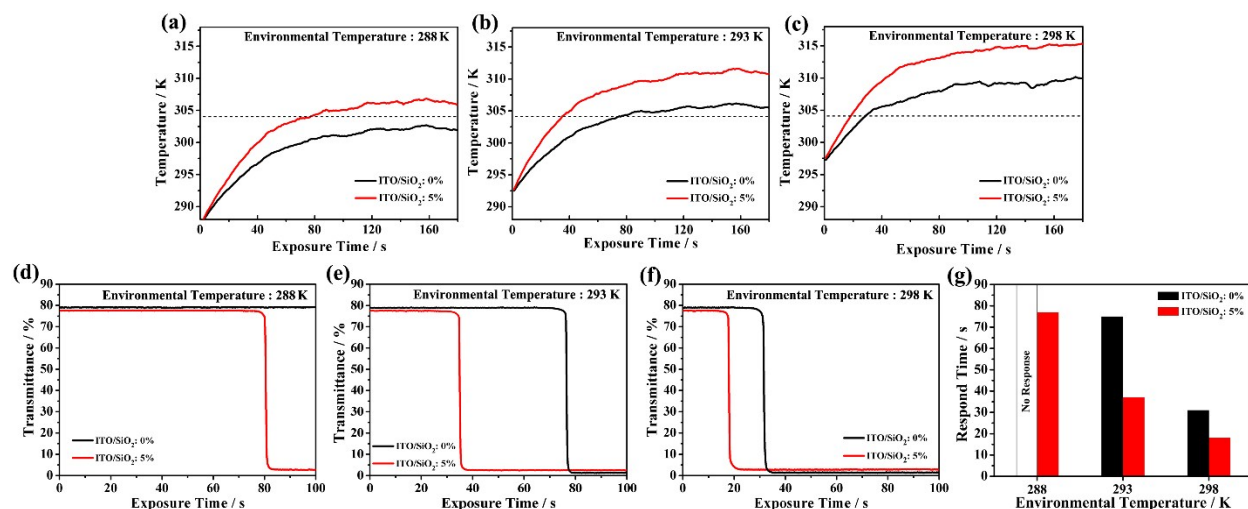 (a)
Environmental Temperature : 288 K
Temperature / K
315
310
305
300
295
290
ITO/SiO₂: 0%
ITO/SiO₂: 5%
0 40 80 120 160
Exposure Time / s
(b)
Environmental Temperature : 293 K
Temperature / K
315
310
305
300
295
290
ITO/SiO₂: 0%
ITO/SiO₂: 5%
0 40 80 120 160
Exposure Time / s
(c)
Environmental Temperature : 298 K
Temperature / K
315
310
305
300
295
290
ITO/SiO₂: 0%
ITO/SiO₂: 5%
0 40 80 120 160
Exposure Time / s
(d)
Environmental Temperature : 288 K
Transmittance / %
90
80
70
60
50
40
30
20
10
0
ITO/SiO₂: 0%
ITO/SiO₂: 5%
0 20 40 60 80 100
Exposure Time / s
(e)
Environmental Temperature : 293 K
Transmittance / %
90
80
70
60
50
40
30
20
10
0
ITO/SiO₂: 0%
ITO/SiO₂: 5%
0 20 40 60 80 100
Exposure Time / s
(f)
Environmental Temperature : 298 K
Transmittance / %
90
80
70
60
50
40
30
20
10
0
ITO/SiO₂: 0%
ITO/SiO₂: 5%
0 20 40 60 80 100
Exposure Time / s
(g)
Respond Time / s
90
80
70
60
50
40
30
20
10
0
ITO/SiO₂: 0%
ITO/SiO₂: 5%
No Response
288 293 298
Environmental Temperature / K